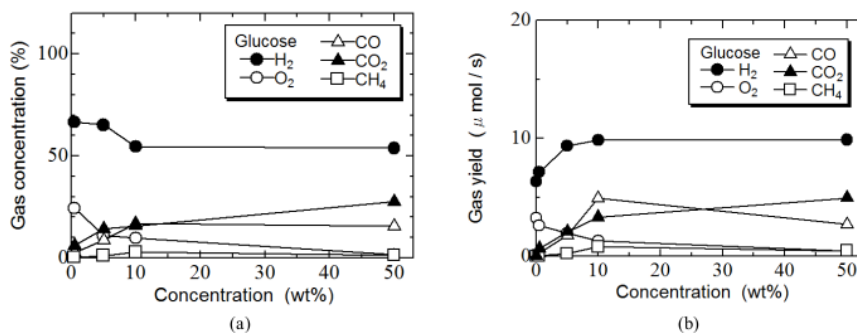 120
100
50
0
Gas concentration (%)
Glucose
H2
O2
CO
CO2
CH4
0 10 20 30 40 50
Concentration (wt%)
(a)
20
10
0
Gas yield (μ mol / s)
Glucose
H2
O2
CO
CO2
CH4
0 10 20 30 40 50
Concentration (wt%)
(b)